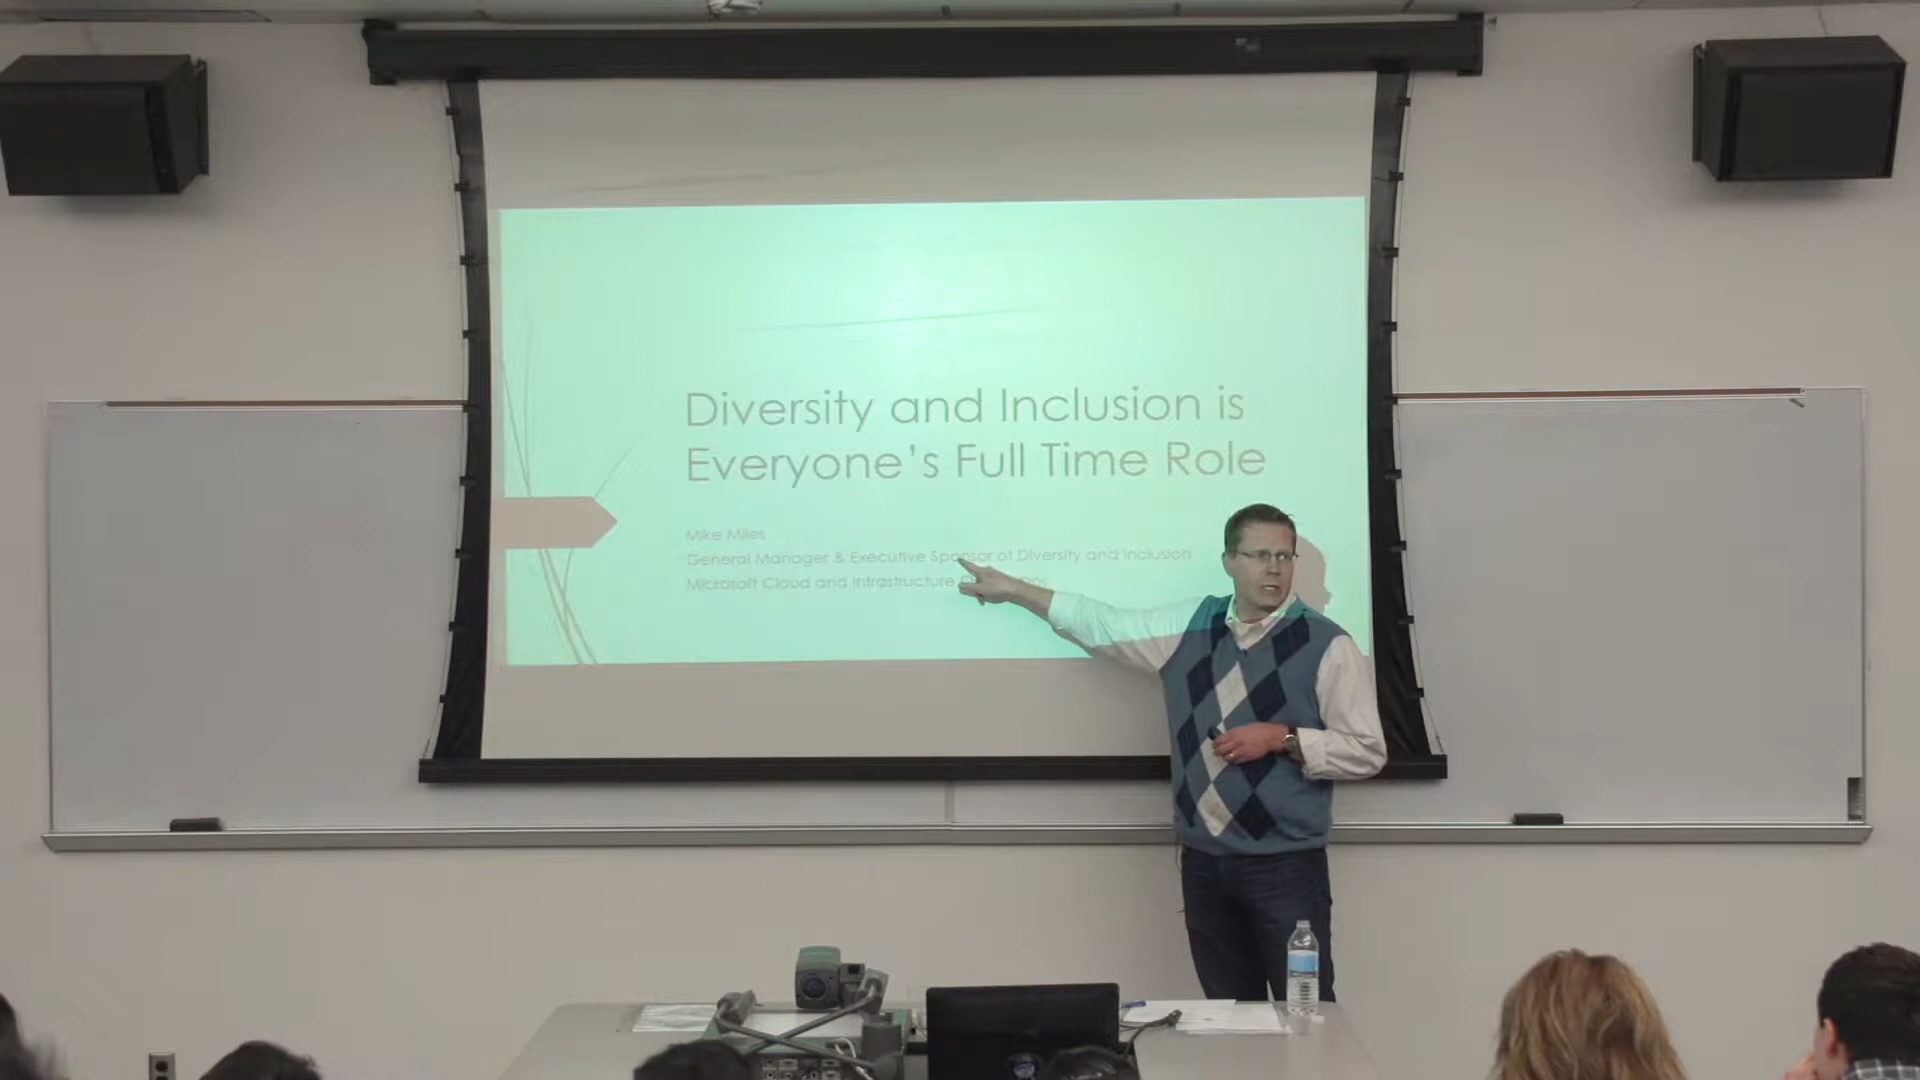 Diversity and Inclusion is
Everyone's Full Time Role
Mike Miles
General Manager & Executive Sponsor of Diversity and Inclusion
Microsoft Cloud and Infrastructure